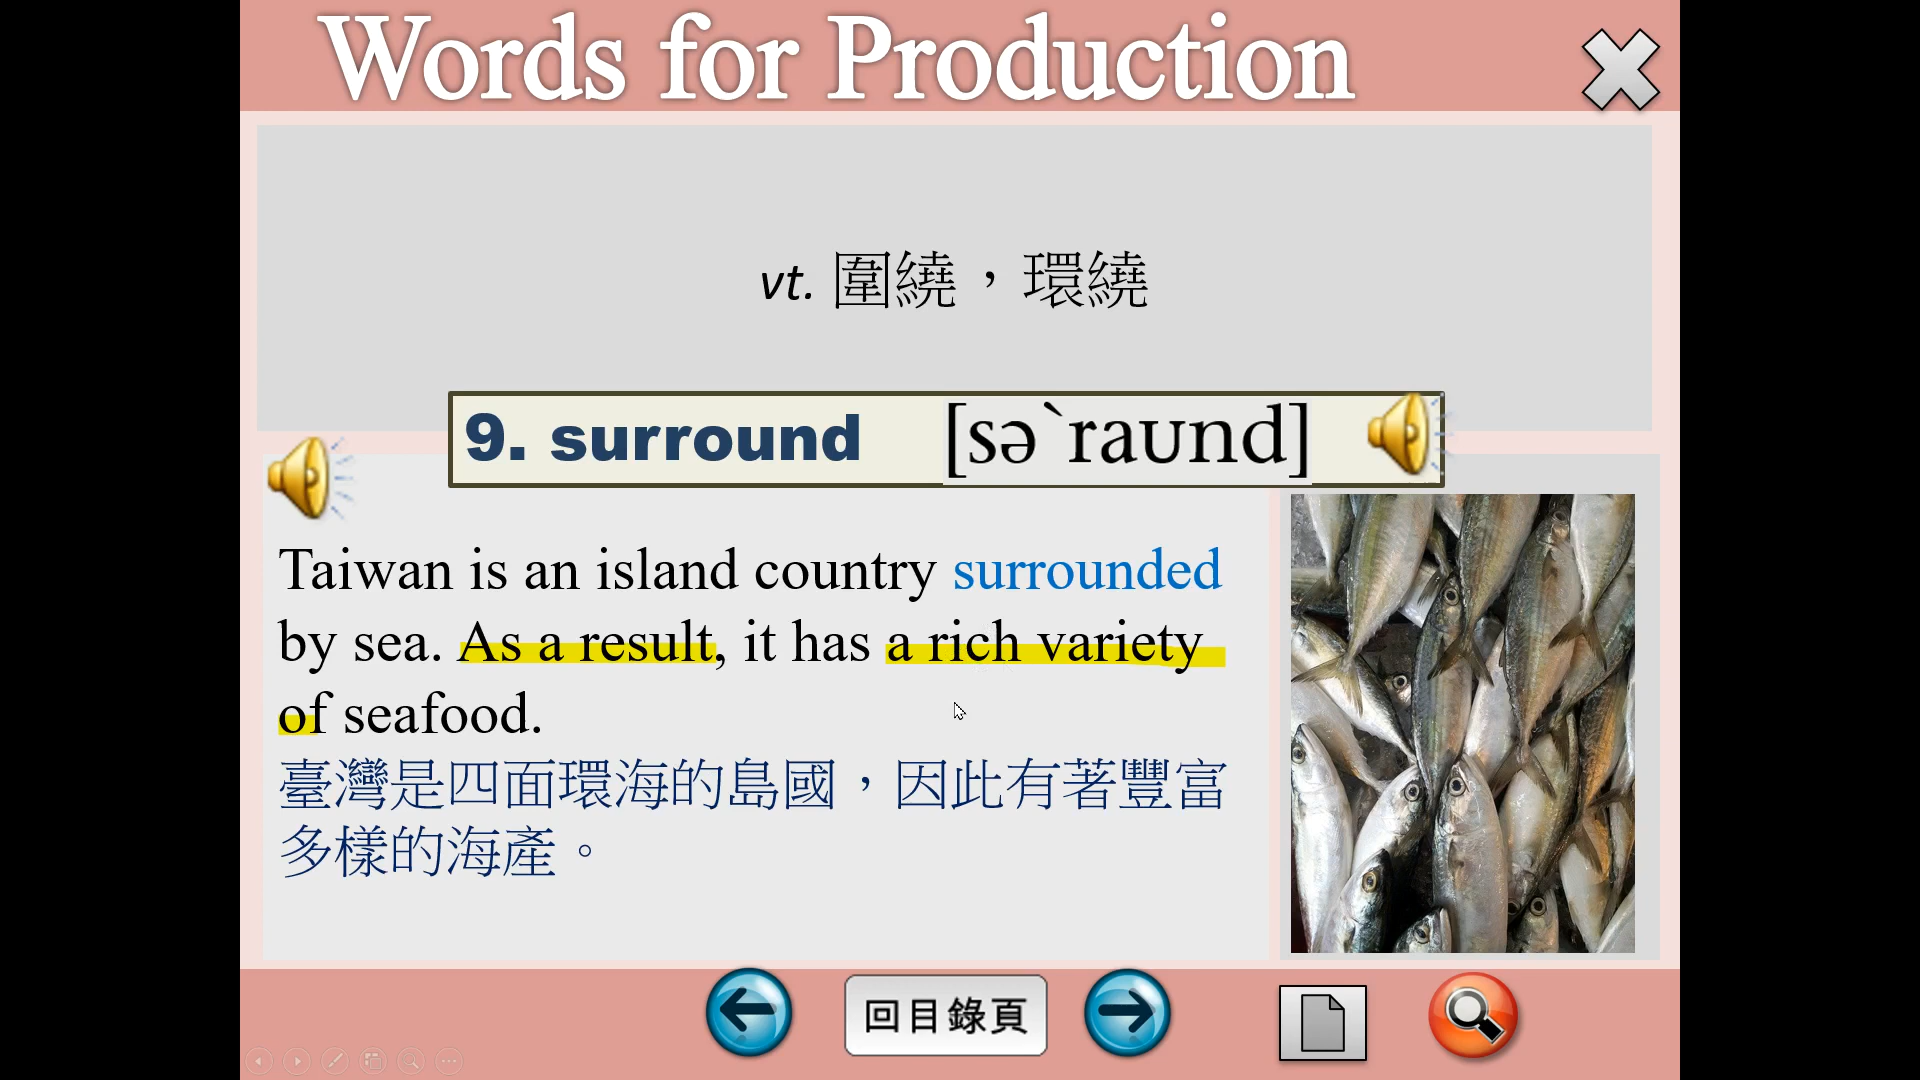 Words for Production
vt. 圍繞，環繞
9. surround [səˋraʊnd]
Taiwan is an island country surrounded
by sea. As a result, it has a rich variety
of seafood.
臺灣是四面環海的島國，因此有著豐富
多樣的海產。
回目錄頁